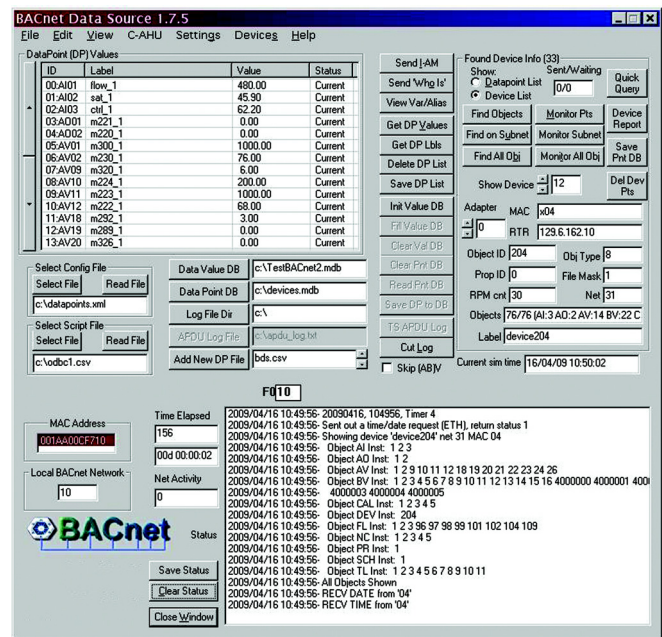 BACnet Data Source 1.7.5
File Edit View C-AHU Settings Devices Help
DataPoint (DP) Values
ID Label Value Status
00:AI01 flow_1 480.00 Current
01:AI02 sat_1 45.90 Current
02:AI03 ctrl_1 62.20 Current
03:AO01 m221_1 0.00 Current
04:AO02 m220_1 0.00 Current
05:AV01 m300_1 1000.00 Current
06:AV02 m230_1 76.00 Current
07:AV09 m320_1 6.00 Current
08:AV10 m224_1 200.00 Current
09:AV11 m223_1 1000.00 Current
10:AV12 m222_1 68.00 Current
11:AV18 m292_1 3.00 Current
12:AV19 m289_1 0.00 Current
13:AV20 m326_1 0.00 Current
Send I-AM
Send 'Who Is'
View Var/Alias
Get DP Values
Get DP Lbls
Delete DP List
Save DP List
Init Value DB
Fill Value DB
Clear Val DB
Clear Pnt DB
Read Pnt DB
Save DP to DB
TS APDU Log
Cut Log
Skip (AB)V
Found Device Info (33)
Show: Sent/Waiting
Datapoint List
Device List
0/0
Quick Query
Find Objects Monitor Pts Device Report
Find on Subnet Monitor Subnet Save Pnt DB
Find All Obj Monitor All Obj
Show Device 12 Del Dev Pts
Adapter 0 MAC x04
RTR 129.6.162.10
Object ID 204 Obj Type 8
Prop ID 0 File Mask 1
RPM cnt 30 Net 31
Objects 76/76 (AI:3 AO:2 AV:14 BV:22 C
Label device204
Current sim time 16/04/09 10:50:02
Select Config File
Select File Read File
c:\datapoints.xml
Select Script File
Select File Read File
c:\odbc1.csv
Data Value DB c:\TestBACnet2.mdb
Data Point DB c:\devices.mdb
Log File Dir c:\
APDU Log File c:\apdu_log.txt
Add New DP File bds.csv
F010
MAC Address
001AA00CF710
Local BACnet Network
10
Time Elapsed
156
00d 00:00:02
Net Activity
0
BACnet
Status
Save Status
Clear Status
Close Window
2009/04/16 10:49:56- 20090416, 104956, Timer 4
2009/04/16 10:49:56- Sent out a time/date request (ETH), return status 1
2009/04/16 10:49:56- Showing device 'device204' net 31 MAC 04
2009/04/16 10:49:56- Object AI Inst: 1 2 3
2009/04/16 10:49:56- Object AO Inst: 1 2
2009/04/16 10:49:56- Object AV Inst: 1 2 9 10 11 12 18 19 20 21 22 23 24 26
2009/04/16 10:49:56- Object BV Inst: 1 2 3 4 5 6 7 8 9 10 11 12 13 14 15 16 4000000 4000001 400
2009/04/16 10:49:56- 4000003 4000004 4000005
2009/04/16 10:49:56- Object CAL Inst: 1 2 3 4 5
2009/04/16 10:49:56- Object DEV Inst: 204
2009/04/16 10:49:56- Object FL Inst: 1 2 3 96 97 98 99 101 102 104 109
2009/04/16 10:49:56- Object NC Inst: 1 2 3 4 5
2009/04/16 10:49:56- Object PR Inst: 1
2009/04/16 10:49:56- Object SCH Inst: 1
2009/04/16 10:49:56- Object TL Inst: 1 2 3 4 5 6 7 8 9 10 11
2009/04/16 10:49:56- All Objects Shown
2009/04/16 10:49:56- RECV DATE from '04'
2009/04/16 10:49:56- RECV TIME from '04'